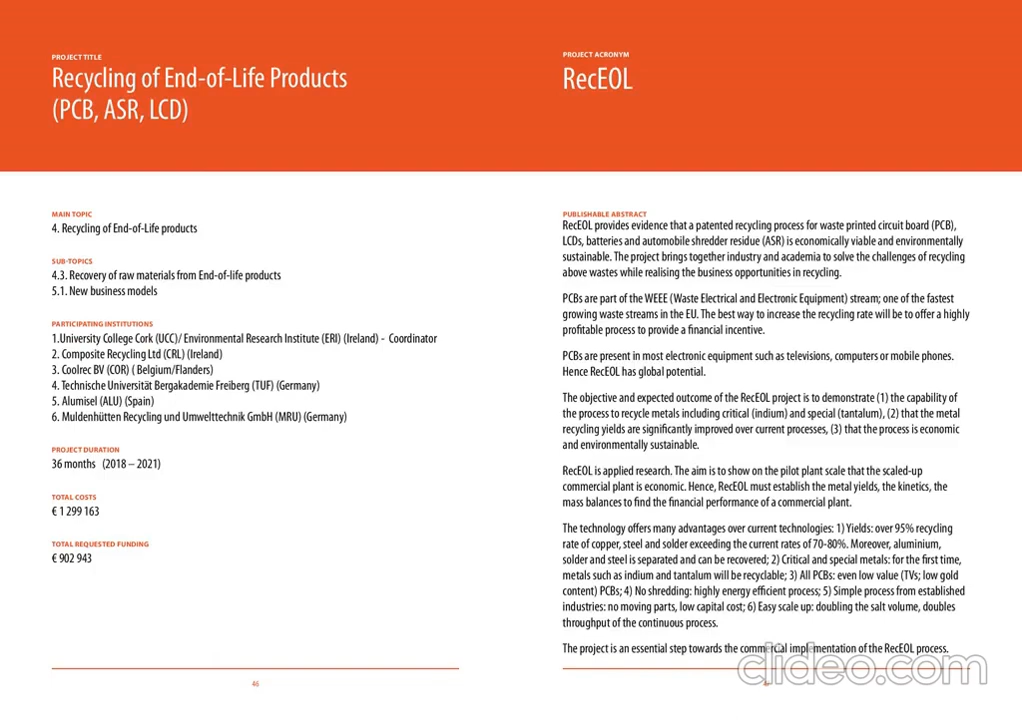 PROJECT TITLE
Recycling of End-of-Life Products
(PCB, ASR, LCD)
PROJECT ACRONYM
RecEOL
MAIN TOPIC
4. Recycling of End-of-Life products
SUB-TOPICS
4.3. Recovery of raw materials from End-of-life products
5.1. New business models
PARTICIPATING INSTITUTIONS
1.University College Cork (UCC)/ Environmental Research Institute (ERI) (Ireland) - Coordinator
2. Composite Recycling Ltd (CRL) (Ireland)
3. Coolrec BV (COR) ( Belgium/Flanders)
4. Technische Universität Bergakademie Freiberg (TUF) (Germany)
5. Alumisel (ALU) (Spain)
6. Muldenhütten Recycling und Umwelttechnik GmbH (MRU) (Germany)
PROJECT DURATION
36 months (2018 – 2021)
TOTAL COSTS
€ 1 299 163
TOTAL REQUESTED FUNDING
€ 902 943
46
PUBLISHABLE ABSTRACT
RecEOL provides evidence that a patented recycling process for waste printed circuit board (PCB),
LCDs, batteries and automobile shredder residue (ASR) is economically viable and environmentally
sustainable. The project brings together industry and academia to solve the challenges of recycling
above wastes while realising the business opportunities in recycling.
PCBs are part of the WEEE (Waste Electrical and Electronic Equipment) stream; one of the fastest
growing waste streams in the EU. The best way to increase the recycling rate will be to offer a highly
profitable process to provide a financial incentive.
PCBs are present in most electronic equipment such as televisions, computers or mobile phones.
Hence RecEOL has global potential.
The objective and expected outcome of the RecEOL project is to demonstrate (1) the capability of
the process to recycle metals including critical (indium) and special (tantalum), (2) that the metal
recycling yields are significantly improved over current processes, (3) that the process is economic
and environmentally sustainable.
RecEOL is applied research. The aim is to show on the pilot plant scale that the scaled-up
commercial plant is economic. Hence, RecEOL must establish the metal yields, the kinetics, the
mass balances to find the financial performance of a commercial plant.
The technology offers many advantages over current technologies: 1) Yields: over 95% recycling
rate of copper, steel and solder exceeding the current rates of 70-80%. Moreover, aluminium,
solder and steel is separated and can be recovered; 2) Critical and special metals: for the first time,
metals such as indium and tantalum will be recyclable; 3) All PCBs: even low value (TVs; low gold
content) PCBs; 4) No shredding: highly energy efficient process; 5) Simple process from established
industries: no moving parts, low capital cost; 6) Easy scale up: doubling the salt volume, doubles
throughput of the continuous process.
The project is an essential step towards the commercial implementation of the RecEOL process.
clideo.com